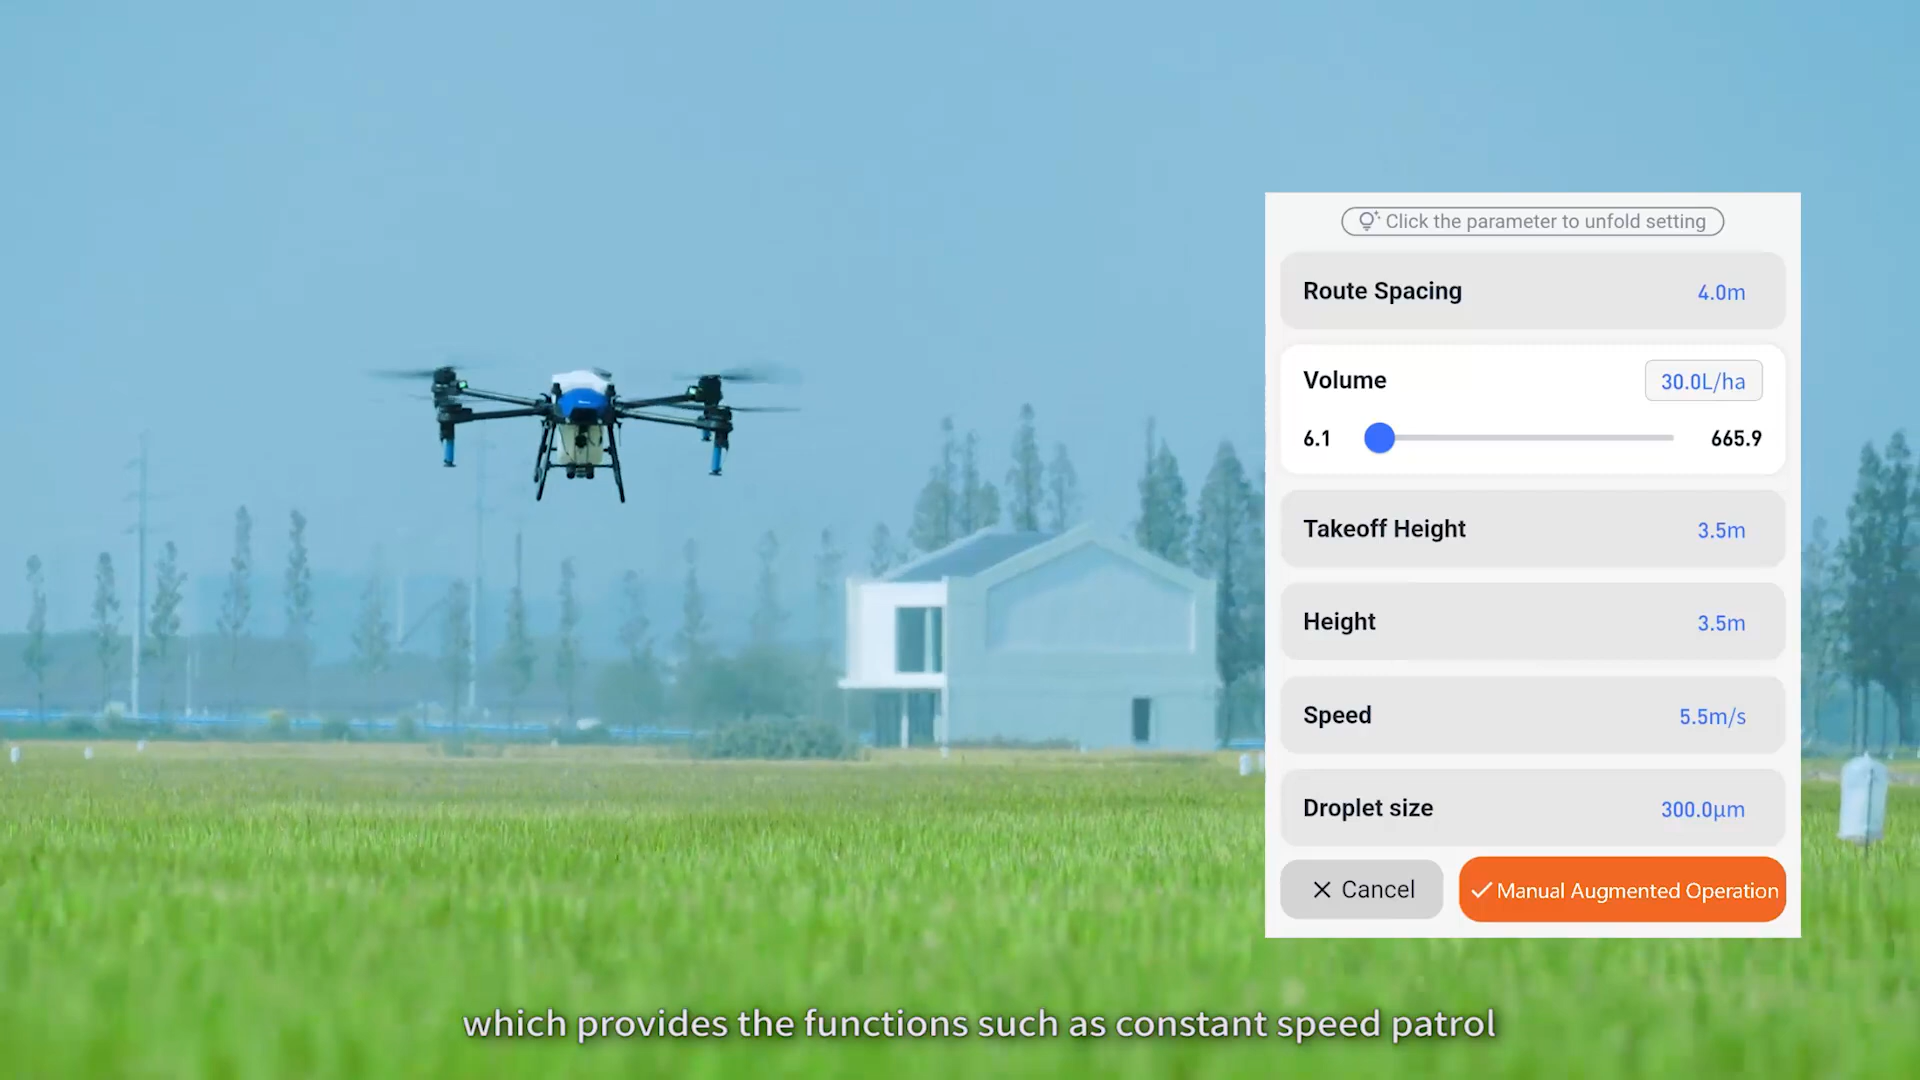 Click the parameter to unfold setting
Route Spacing 4.0m
Volume 30.0L/ha
6.1 665.9
Takeoff Height 3.5m
Height 3.5m
Speed 5.5m/s
Droplet size 300.0μm
Cancel Manual Augmented Operation
which provides the functions such as constant speed patrol